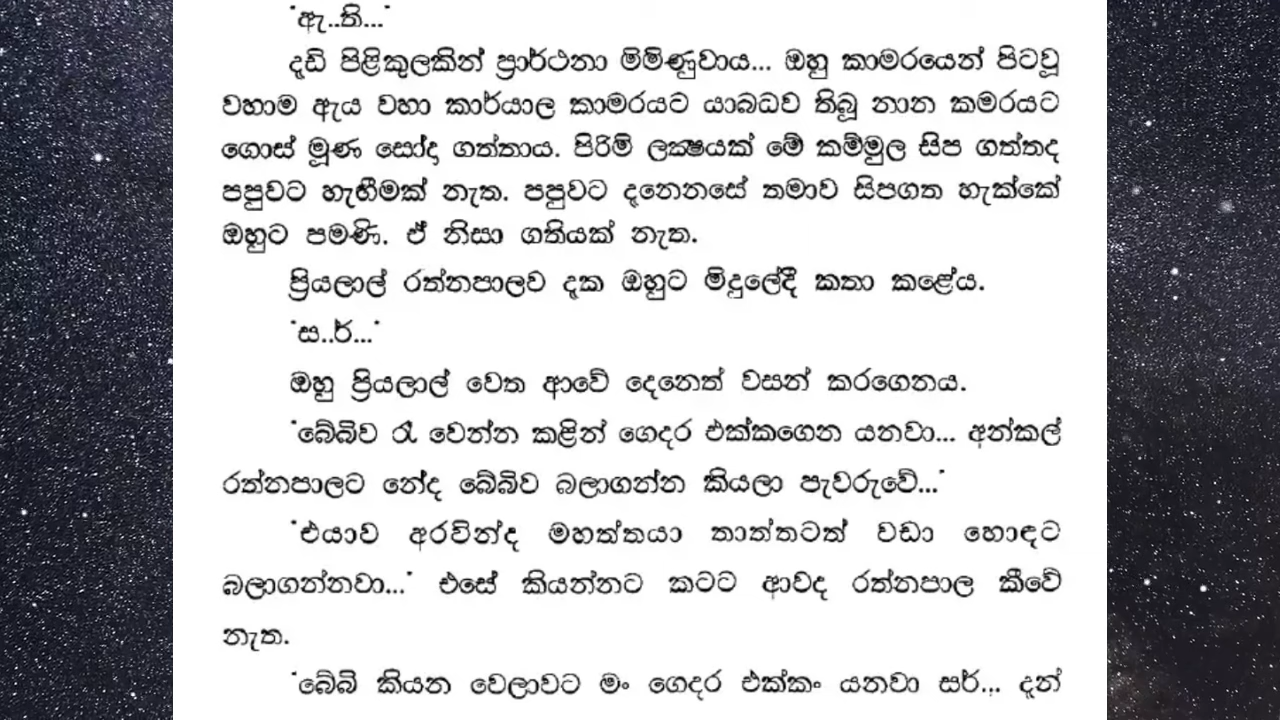 'ඇ..ති...'
දැඩි පිළිකුලකින් ප්‍රාර්ථනා මිමිණුවාය... ඔහු කාමරයෙන් පිටවූ
වහාම ඇය වහා කාර්යාල කාමරයට යාබධව තිබූ නාන කමරයට
ගොස් මූණ සෝදා ගත්තාය. පිරිමි ලක්‍ෂයක් මේ කම්මුල සිප ගත්තද
පපුවට හැඟීමක් නැත. පපුවට දැනෙනසේ තමාව සිපගත හැක්කේ
ඔහුට පමණි. ඒ නිසා ගතියක් නැත.
ප්‍රියලාල් රත්නපාලව දැක ඔහුට මිදුලේදී කතා කළේය.
'ස..ර්...'
ඔහු ප්‍රියලාල් වෙත ආවේ දෙනෙත් වසන් කරගෙනය.
'බේබිව රෑ වෙන්න කළින් ගෙදර එක්කගෙන යනවා... අන්කල්
රත්නපාලට නේද බේබිව බලාගන්න කියලා පැවරුවේ...'
'එයාව අරවින්ද මහත්තයා තාත්තටත් වඩා හොඳට
බලාගන්නවා...' එසේ කියන්නට කටට ආවද රත්නපාල කීවේ
නැත.
'බේබි කියන වෙලාවට මං ගෙදර එක්කං යනවා සර්... දැන්